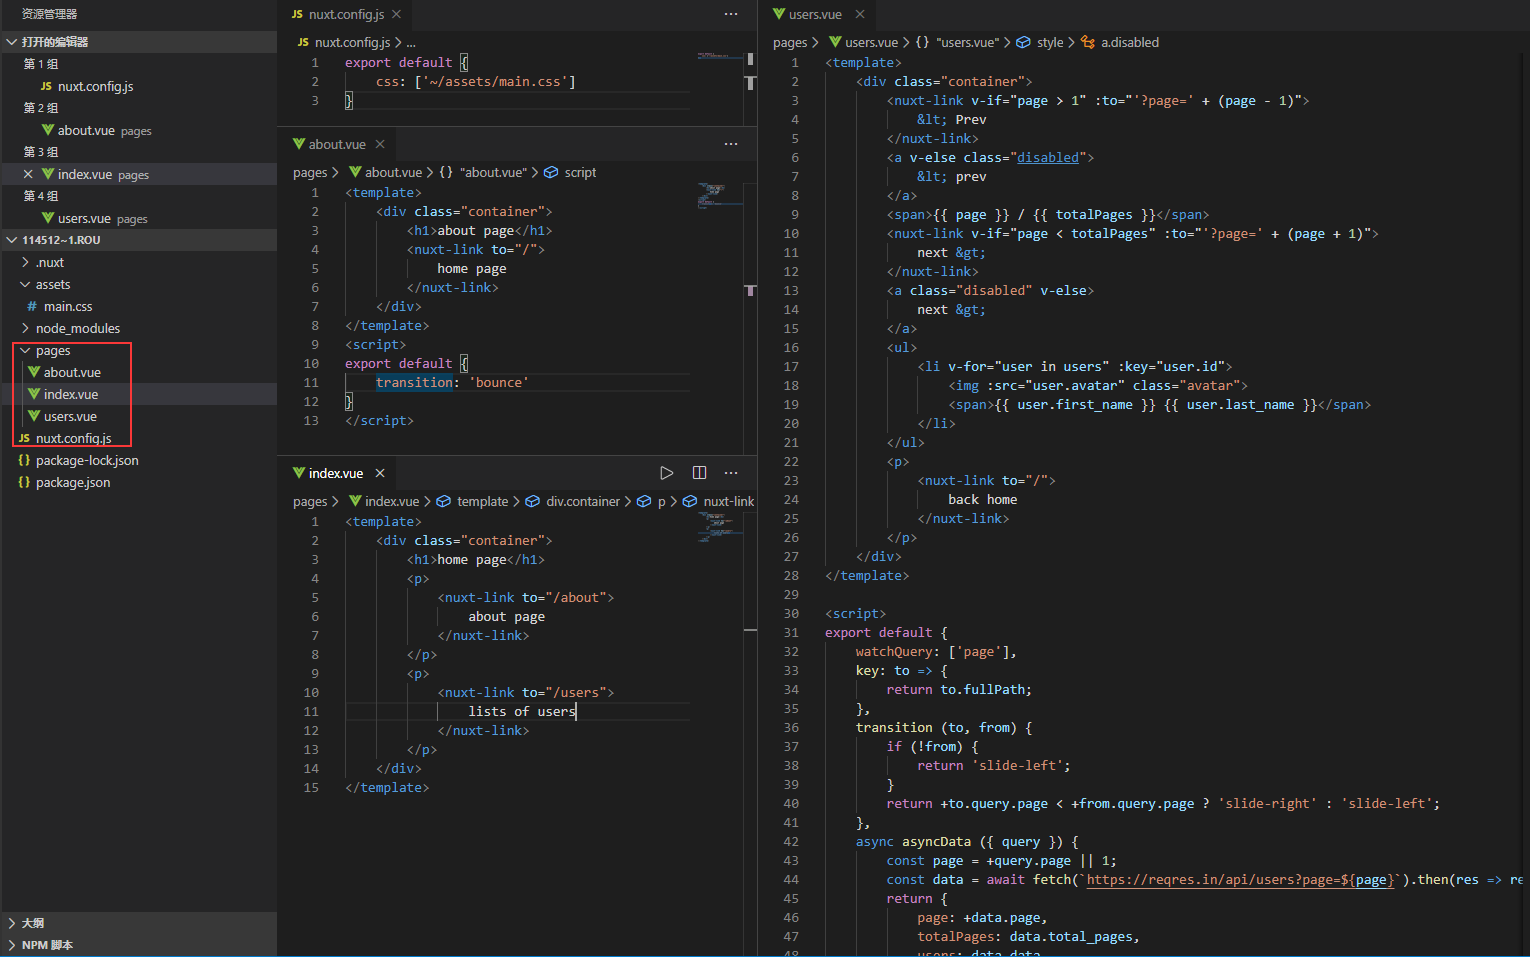 资源管理器
打开的编辑器
第 1 组
JS nuxt.config.js
第 2 组
about.vue pages
第 3 组
index.vue pages
第 4 组
users.vue pages
114512~1.ROU
.nuxt
assets
# main.css
node_modules
pages
about.vue
index.vue
users.vue
JS nuxt.config.js
{} package-lock.json
{} package.json
大纲
NPM 脚本
JS nuxt.config.js
JS nuxt.config.js > ...
1 export default {
2 css: ['~/assets/main.css']
3 }
about.vue
pages > about.vue > {} "about.vue" > script
1 <template>
2 <div class="container">
3 <h1>about page</h1>
4 <nuxt-link to="/">
5 home page
6 </nuxt-link>
7 </div>
8 </template>
9 <script>
10 export default {
11 transition: 'bounce'
12 }
13 </script>
index.vue
pages > index.vue > template > div.container > p > nuxt-link
1 <template>
2 <div class="container">
3 <h1>home page</h1>
4 <p>
5 <nuxt-link to="/about">
6 about page
7 </nuxt-link>
8 </p>
9 <p>
10 <nuxt-link to="/users">
11 lists of users
12 </nuxt-link>
13 </p>
14 </div>
15 </template>
users.vue
pages > users.vue > {} "users.vue" > style > a.disabled
1 <template>
2 <div class="container">
3 <nuxt-link v-if="page > 1" :to="'?page=' + (page - 1)">
4 &lt; Prev
5 </nuxt-link>
6 <a v-else class="disabled">
7 &lt; prev
8 </a>
9 <span>{{ page }} / {{ totalPages }}</span>
10 <nuxt-link v-if="page < totalPages" :to="'?page=' + (page + 1)">
11 next &gt;
12 </nuxt-link>
13 <a class="disabled" v-else>
14 next &gt;
15 </a>
16 <ul>
17 <li v-for="user in users" :key="user.id">
18 <img :src="user.avatar" class="avatar">
19 <span>{{ user.first_name }} {{ user.last_name }}</span>
20 </li>
21 </ul>
22 <p>
23 <nuxt-link to="/">
24 back home
25 </nuxt-link>
26 </p>
27 </div>
28 </template>
29
30 <script>
31 export default {
32 watchQuery: ['page'],
33 key: to => {
34 return to.fullPath;
35 },
36 transition (to, from) {
37 if (!from) {
38 return 'slide-left';
39 }
40 return +to.query.page < +from.query.page ? 'slide-right' : 'slide-left';
41 },
42 async asyncData ({ query }) {
43 const page = +query.page || 1;
44 const data = await fetch(`https://reqres.in/api/users?page=${page}`).then(res => re
45 return {
46 page: +data.page,
47 totalPages: data.total_pages,
48 users: data.data